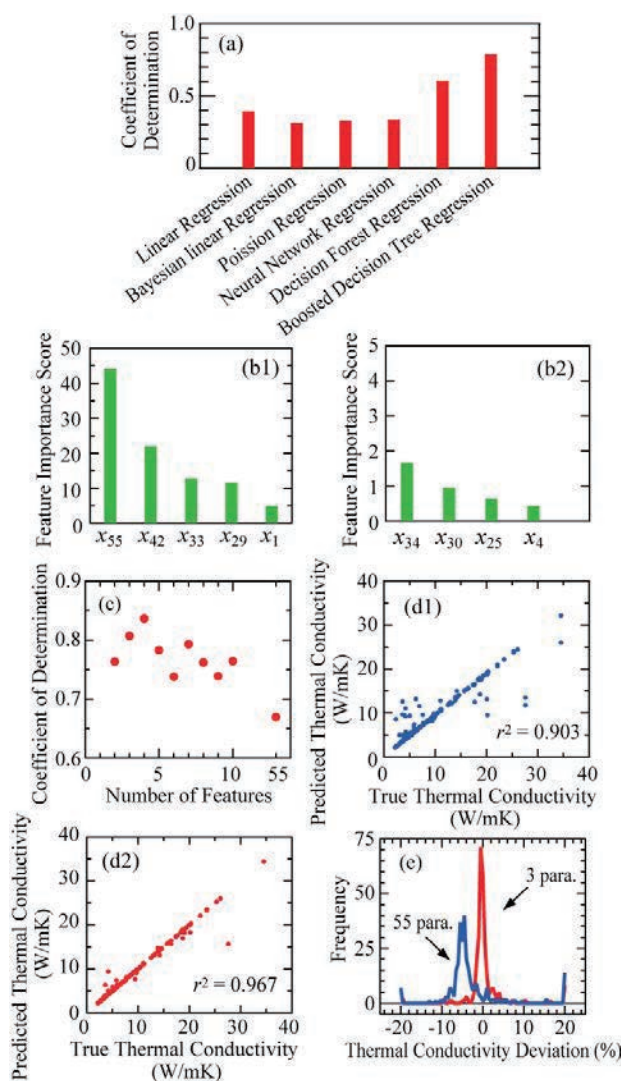 (a)
Coefficient of
Determination
1.0
0.5
0
Linear Regression
Bayesian linear Regression
Poission Regression
Neural Network Regression
Decision Forest Regression
Boosted Decision Tree Regression
(b1)
Feature Importance Score
50
40
30
20
10
0
x55 x42 x33 x29 x1
(b2)
Feature Importance Score
5
4
3
2
1
0
x34 x30 x25 x4
(c)
Coefficient of Determination
0.9
0.8
0.7
0.6
0 5 10 55
Number of Features
(d1)
Predicted Thermal Conductivity
(W/mK)
40
30
20
10
0
r² = 0.903
0 10 20 30 40
True Thermal Conductivity
(W/mK)
(d2)
Predicted Thermal Conductivity
(W/mK)
40
30
20
10
0
r² = 0.967
0 10 20 30 40
True Thermal Conductivity
(W/mK)
(e)
Frequency
75
50
25
0
3 para.
55 para.
-20 -10 0 10 20
Thermal Conductivity Deviation (%)